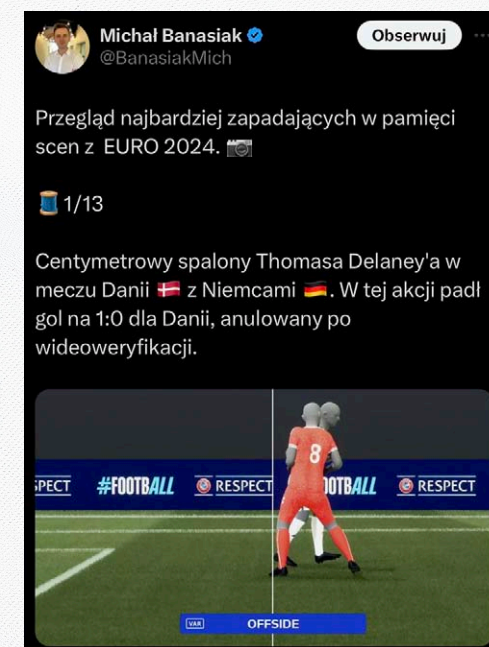 Michał Banasiak
@BanasiakMich
Obserwuj
Przegląd najbardziej zapadających w pamięci
scen z EURO 2024. 📷
🧵 1/13
Centymetrowy spalony Thomasa Delaney'a w
meczu Danii 🇩🇰 z Niemcami 🇩🇪. W tej akcji padł
gol na 1:0 dla Danii, anulowany po
wideoweryfikacji.
SPECT #FOOTBALL RESPECT OOTBALL RESPECT
8
VAR OFFSIDE